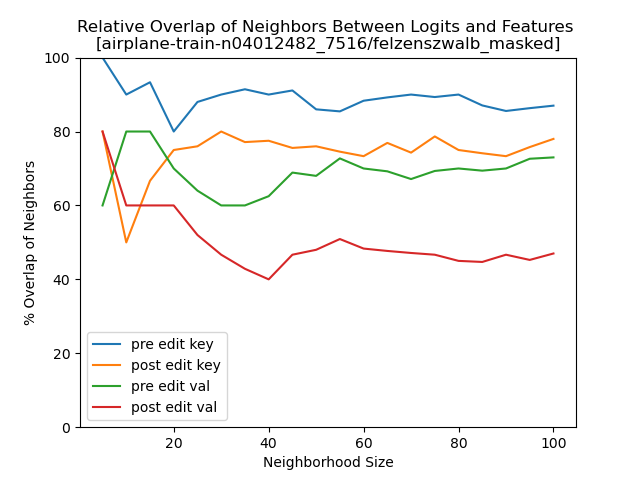 Relative Overlap of Neighbors Between Logits and Features
[airplane-train-n04012482_7516/felzenszwalb_masked]
% Overlap of Neighbors
100
80
60
40
20
0
pre edit key
post edit key
pre edit val
post edit val
20 40 60 80 100
Neighborhood Size